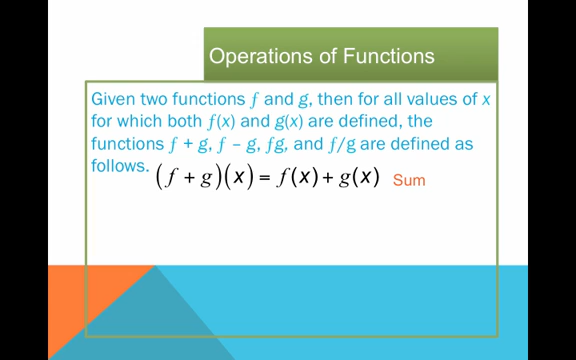 Operations of Functions
Given two functions f and g, then for all values of x
for which both f(x) and g(x) are defined, the
functions f + g, f – g, fg, and f/g are defined as
follows.
(f + g)(x) = f(x) + g(x) Sum